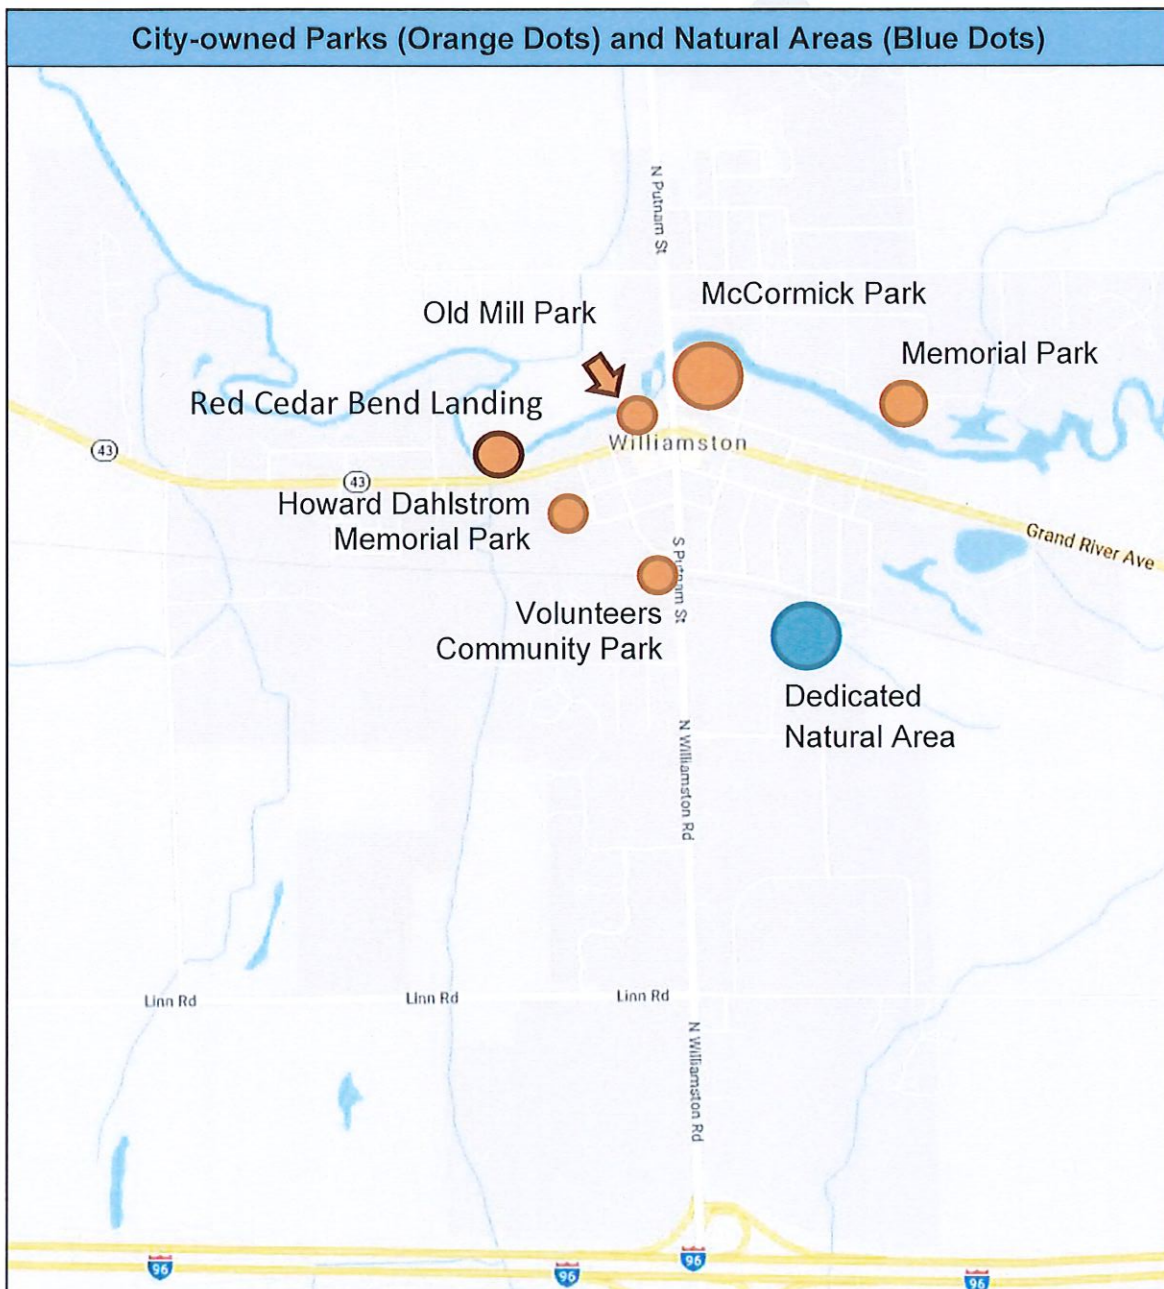 City-owned Parks (Orange Dots) and Natural Areas (Blue Dots)
N Putnam St
McCormick Park
Old Mill Park
Memorial Park
Red Cedar Bend Landing
Williamston
43
43
Howard Dahlstrom
Memorial Park
Grand River Ave
S Putnam St
Volunteers
Community Park
Dedicated
Natural Area
N Williamston Rd
Linn Rd
Linn Rd
Linn Rd
N Williamston Rd
96
96
96
96